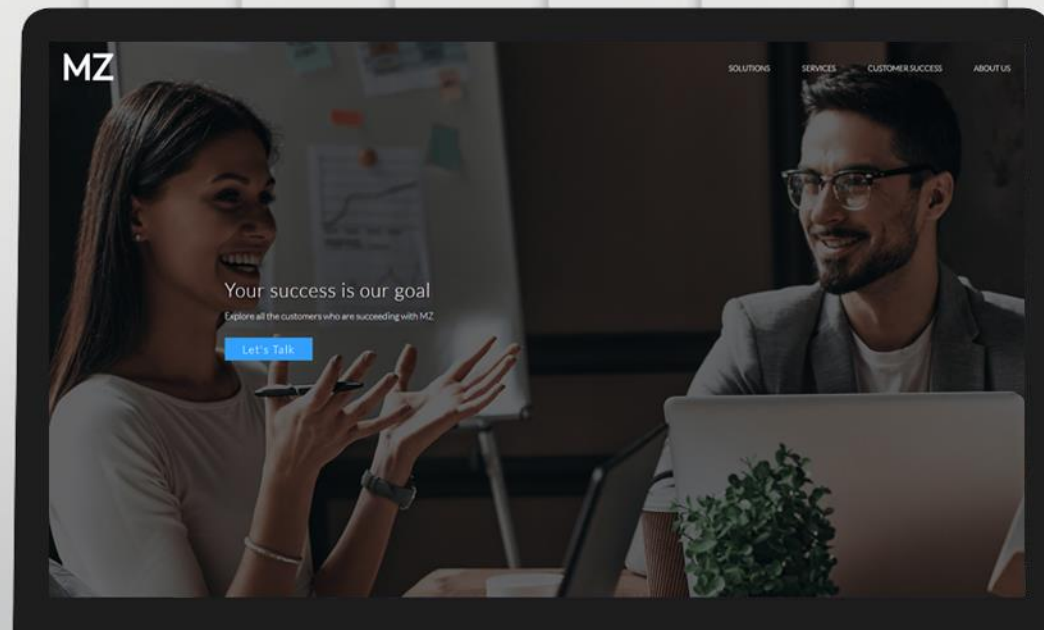 MZ
SOLUTIONS SERVICES CUSTOMER SUCCESS ABOUT US
Your success is our goal
Explore all the customers who are succeeding with MZ
Let's Talk